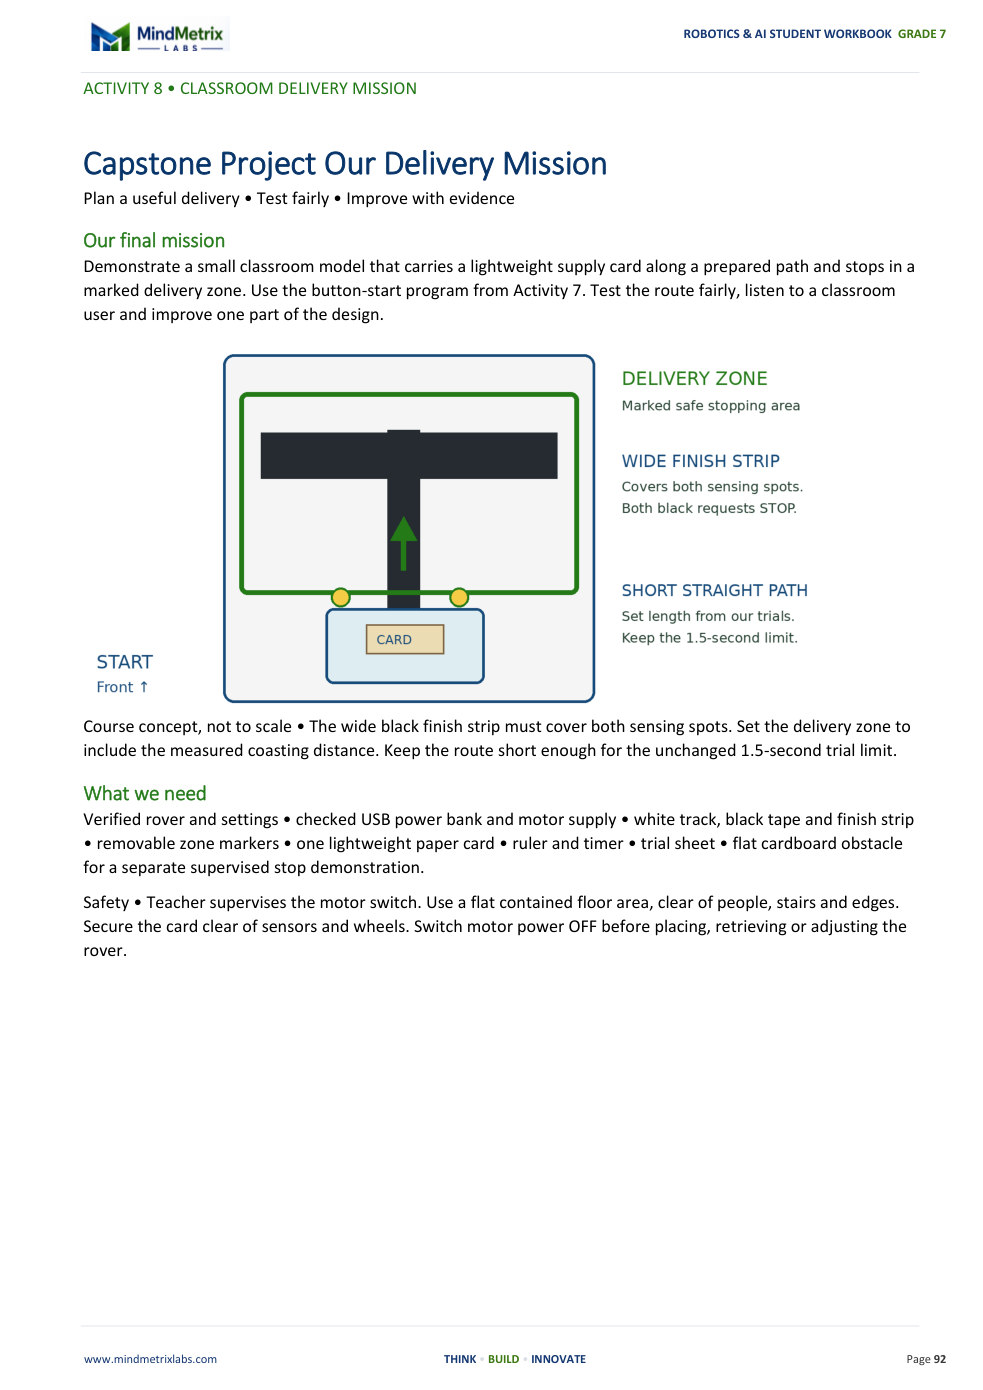 MindMetrix
LABS
ROBOTICS & AI STUDENT WORKBOOK GRADE 7
ACTIVITY 8 • CLASSROOM DELIVERY MISSION
Capstone Project Our Delivery Mission
Plan a useful delivery • Test fairly • Improve with evidence
Our final mission
Demonstrate a small classroom model that carries a lightweight supply card along a prepared path and stops in a
marked delivery zone. Use the button-start program from Activity 7. Test the route fairly, listen to a classroom
user and improve one part of the design.
DELIVERY ZONE
Marked safe stopping area
WIDE FINISH STRIP
Covers both sensing spots.
Both black requests STOP.
SHORT STRAIGHT PATH
Set length from our trials.
Keep the 1.5-second limit.
CARD
START
Front ↑
Course concept, not to scale • The wide black finish strip must cover both sensing spots. Set the delivery zone to
include the measured coasting distance. Keep the route short enough for the unchanged 1.5-second trial limit.
What we need
Verified rover and settings • checked USB power bank and motor supply • white track, black tape and finish strip
• removable zone markers • one lightweight paper card • ruler and timer • trial sheet • flat cardboard obstacle
for a separate supervised stop demonstration.
Safety • Teacher supervises the motor switch. Use a flat contained floor area, clear of people, stairs and edges.
Secure the card clear of sensors and wheels. Switch motor power OFF before placing, retrieving or adjusting the
rover.
www.mindmetrixlabs.com
THINK • BUILD • INNOVATE
Page 92